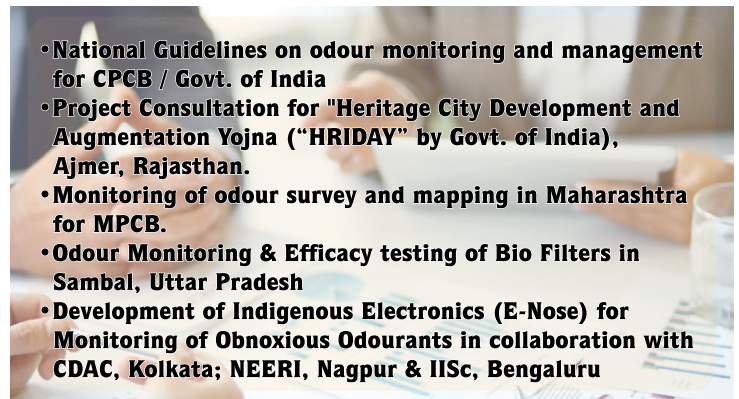 •National Guidelines on odour monitoring and management
for CPCB / Govt. of India
•Project Consultation for "Heritage City Development and
Augmentation Yojna (“HRIDAY” by Govt. of India),
Ajmer, Rajasthan.
•Monitoring of odour survey and mapping in Maharashtra
for MPCB.
•Odour Monitoring & Efficacy testing of Bio Filters in
Sambal, Uttar Pradesh
•Development of Indigenous Electronics (E-Nose) for
Monitoring of Obnoxious Odourants in collaboration with
CDAC, Kolkata; NEERI, Nagpur & IISc, Bengaluru